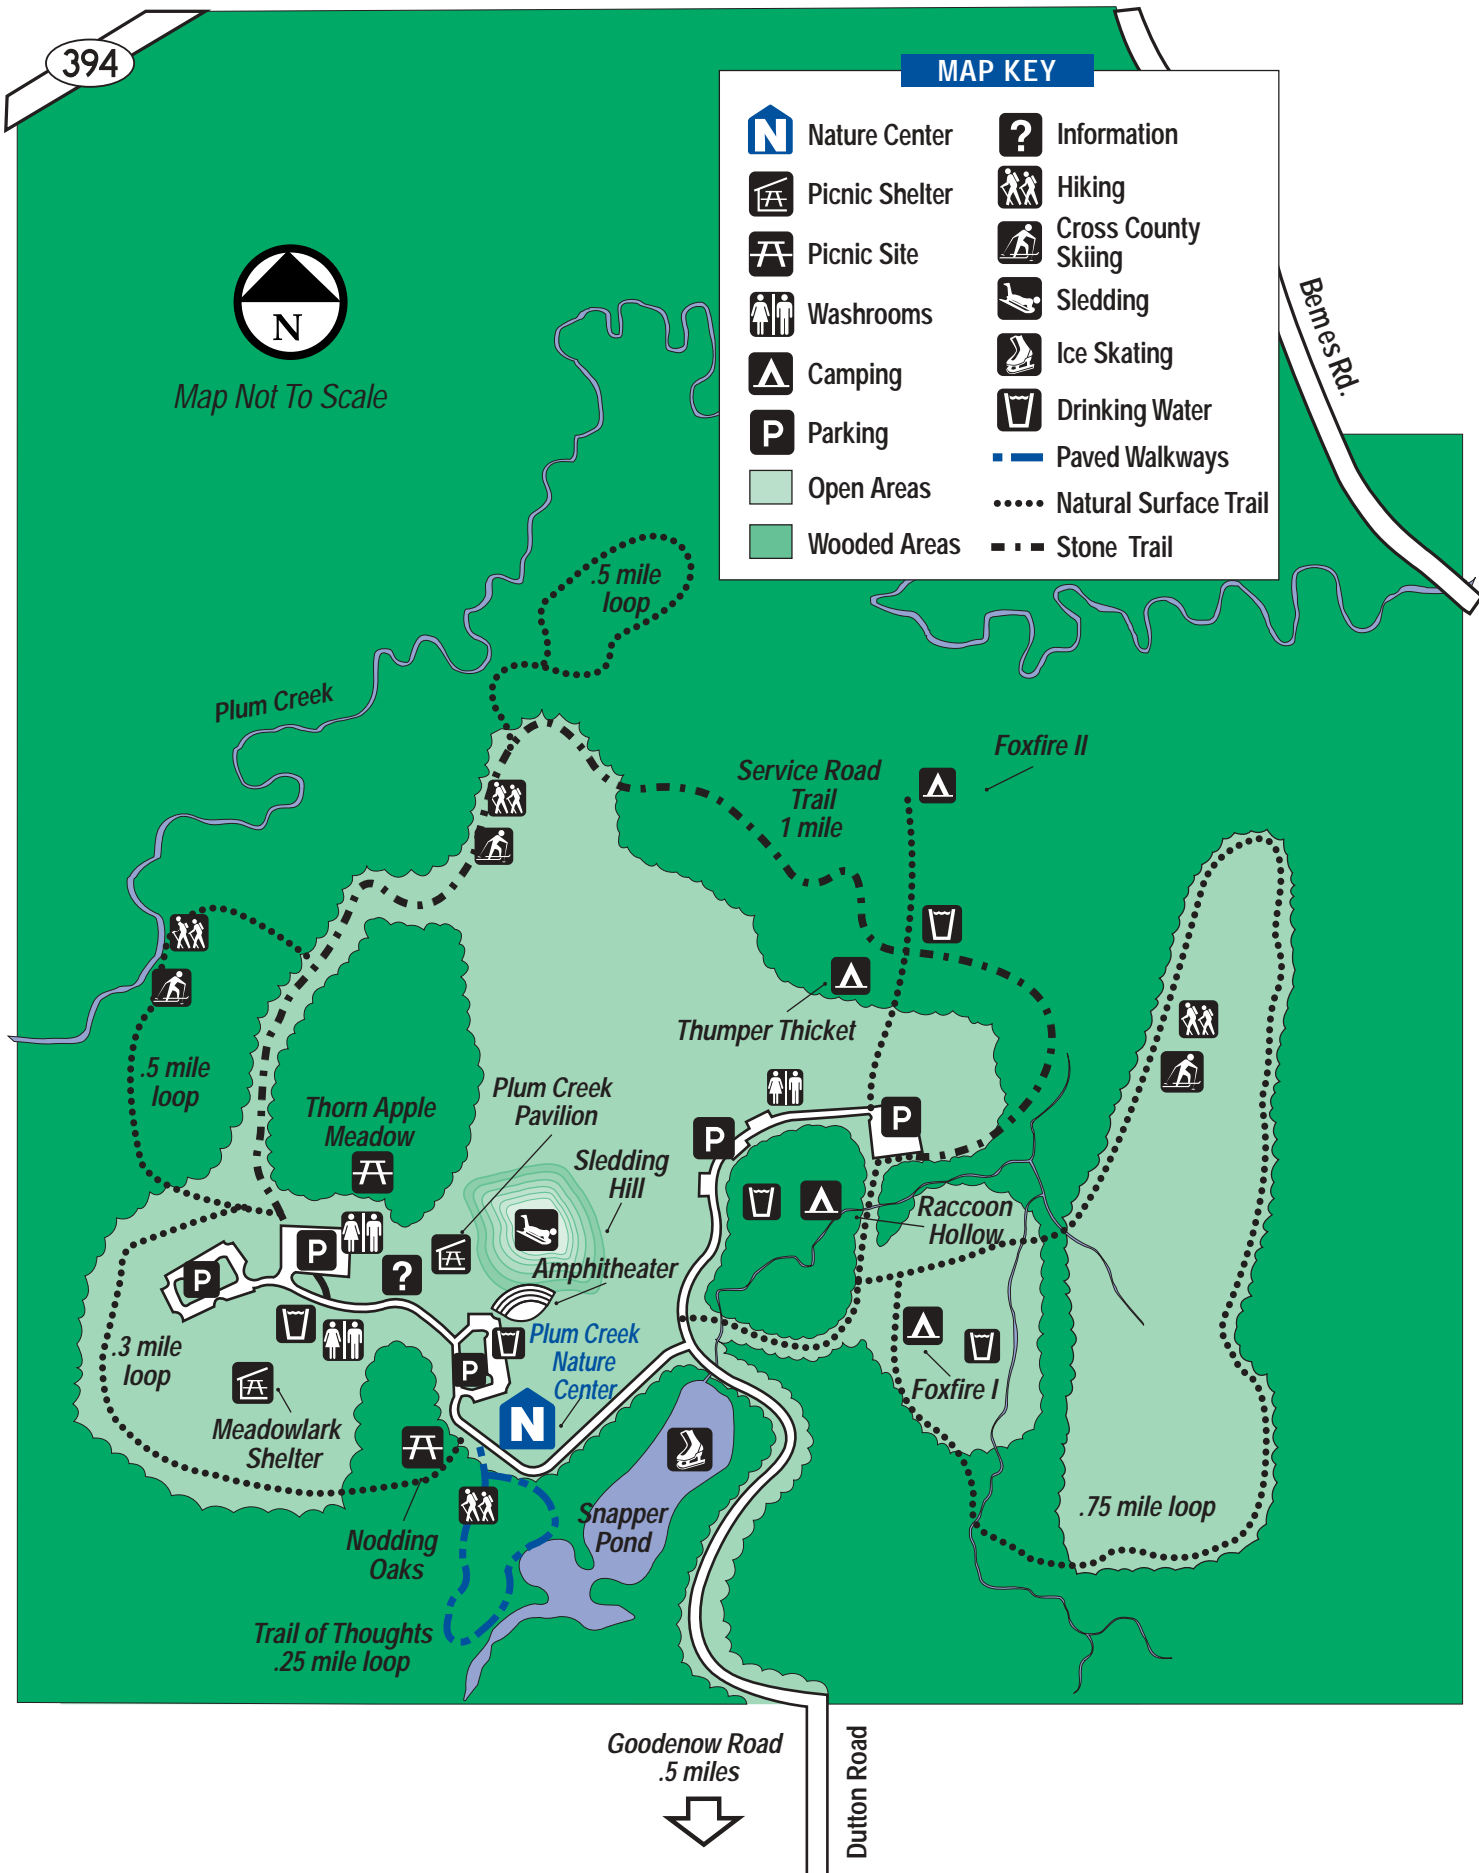 394
MAP KEY
Nature Center
Picnic Shelter
Picnic Site
Washrooms
Camping
P
Parking
Open Areas
Wooded Areas
?
Information
Hiking
Cross County
Skiing
Sledding
Ice Skating
Drinking Water
Paved Walkways
Natural Surface Trail
Stone Trail
N
N
Map Not To Scale
Bemes Rd.
.5 mile
loop
Plum Creek
Foxfire II
Service Road
Trail
1 mile
Thumper Thicket
.5 mile
loop
Thorn Apple
Meadow
Plum Creek
Pavilion
Sledding
Hill
P
P
Raccoon
Hollow
P
P
?
Amphitheater
Plum Creek
Nature
Center
P
N
.3 mile
loop
Meadowlark
Shelter
Foxfire I
Nodding
Oaks
Snapper
Pond
.75 mile loop
Trail of Thoughts
.25 mile loop
Goodenow Road
.5 miles
Dutton Road